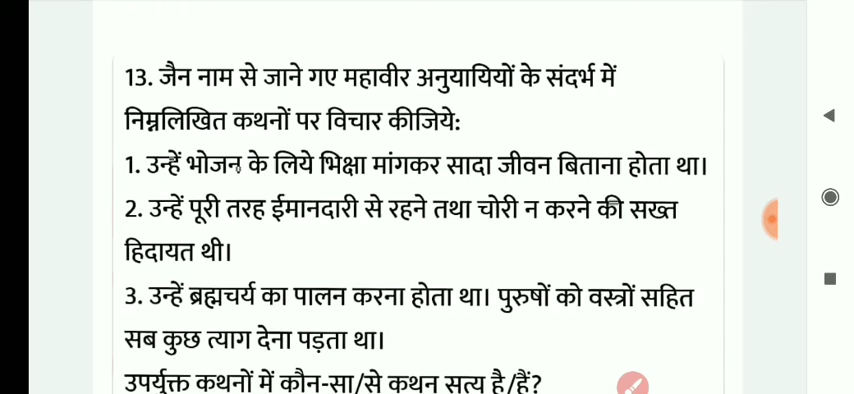 13. जैन नाम से जाने गए महावीर अनुयायियों के संदर्भ में
निम्नलिखित कथनों पर विचार कीजिये:
1. उन्हें भोजन के लिये भिक्षा मांगकर सादा जीवन बिताना होता था।
2. उन्हें पूरी तरह ईमानदारी से रहने तथा चोरी न करने की सख्त
हिदायत थी।
3. उन्हें ब्रह्मचर्य का पालन करना होता था। पुरुषों को वस्त्रों सहित
सब कुछ त्याग देना पड़ता था।
उपर्युक्त कथनों में कौन-सा/से कथन सत्य है/हैं?